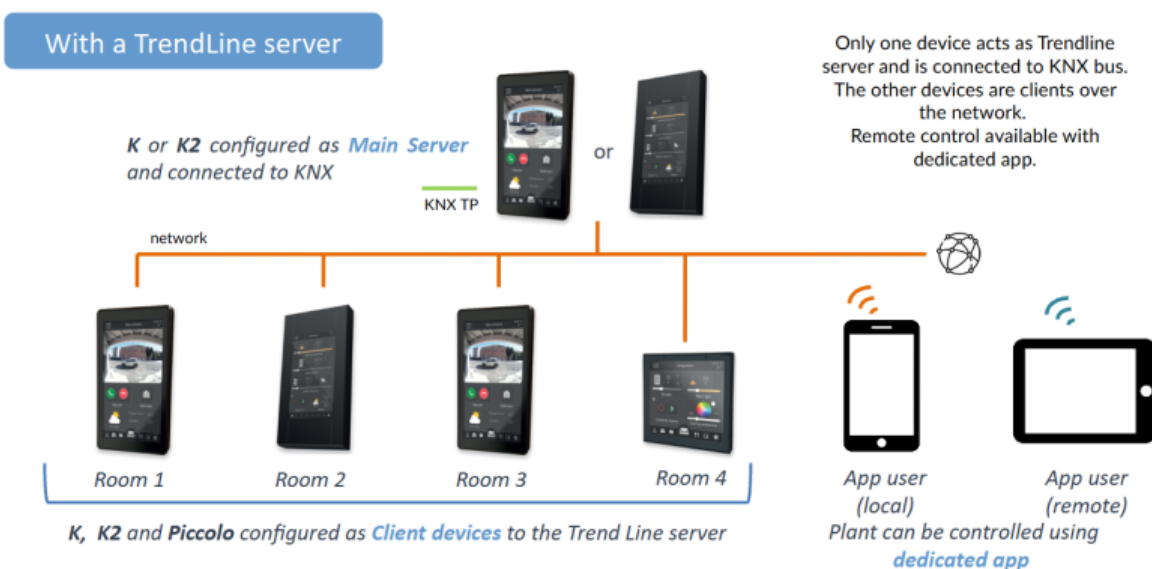 With a TrendLine server
Only one device acts as Trendline
server and is connected to KNX bus.
The other devices are clients over
the network.
Remote control available with
dedicated app.
K or K2 configured as Main Server
and connected to KNX
or
KNX TP
network
Room 1
Room 2
Room 3
Room 4
App user
(local)
App user
(remote)
K, K2 and Piccolo configured as Client devices to the Trend Line server
Plant can be controlled using
dedicated app